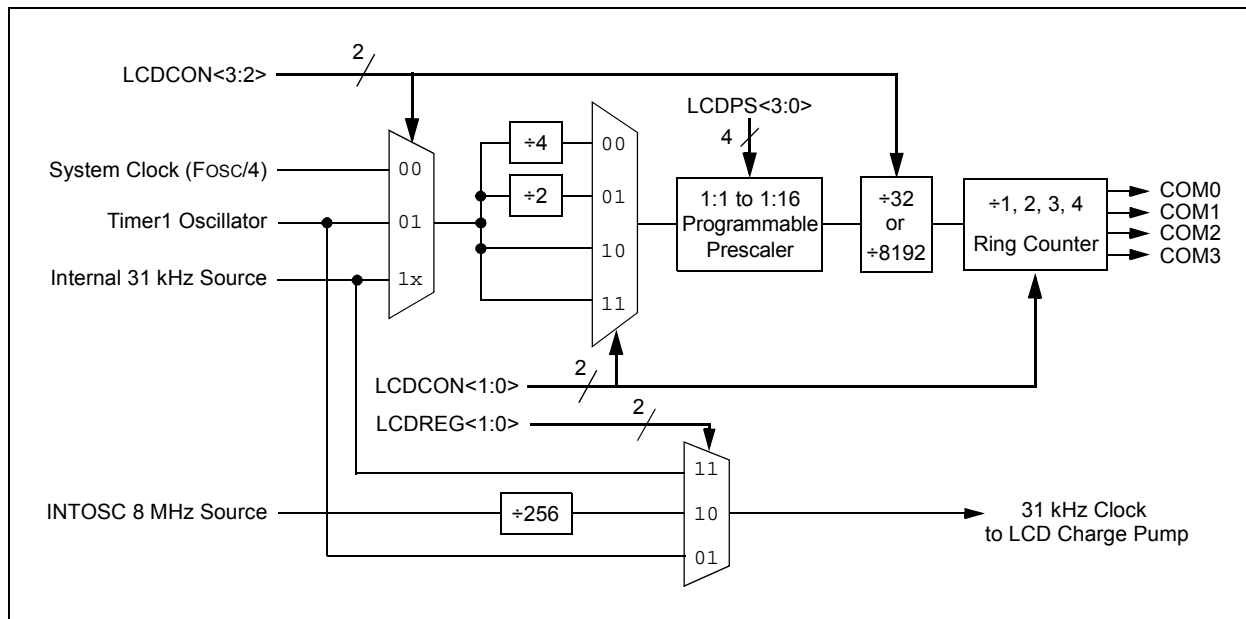 2
LCDCON<3:2>
LCDPS<3:0>
4
System Clock (FOSC/4)
Timer1 Oscillator
Internal 31 kHz Source
00
01
1x
÷4
÷2
00
01
10
11
1:1 to 1:16
Programmable
Prescaler
÷32
or
÷8192
÷1, 2, 3, 4
Ring Counter
COM0
COM1
COM2
COM3
2
LCDCON<1:0>
2
LCDREG<1:0>
INTOSC 8 MHz Source
÷256
11
10
01
31 kHz Clock
to LCD Charge Pump